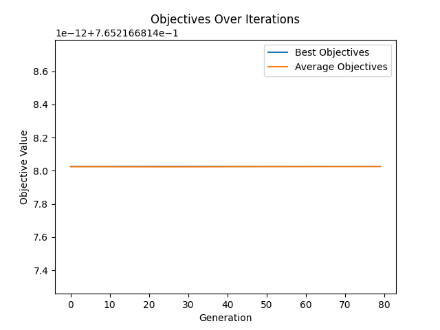 Objectives Over Iterations
1e−12+7.652166814e−1
Best Objectives
Average Objectives
8.6
8.4
8.2
8.0
7.8
7.6
7.4
Objective Value
0 10 20 30 40 50 60 70 80
Generation